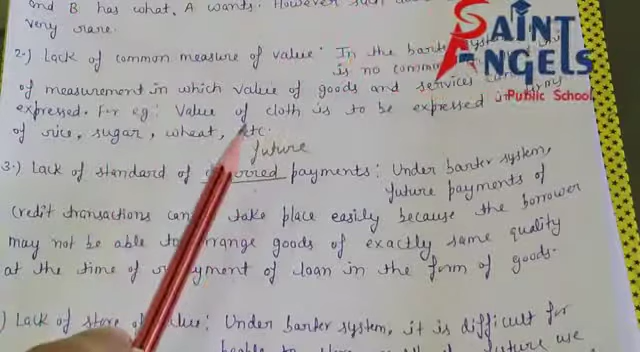 and B has what A wants. However such
very rare.
2.) Lack of common measure of value: In the barter system
is no common
of measurement in which value of goods and services
expressed. For eg: Value of cloth is to be expressed in
of rice, sugar, wheat, etc.
future
3.) Lack of standard of payments: Under barter system,
future payments of
credit transactions can take place easily because the borrower
may not be able to arrange goods of exactly same quality
at the time of of loan in the form of goods.
) Lack of store of value: Under barter system, it is difficult for
future use
SAINT
ANGELS
Public School